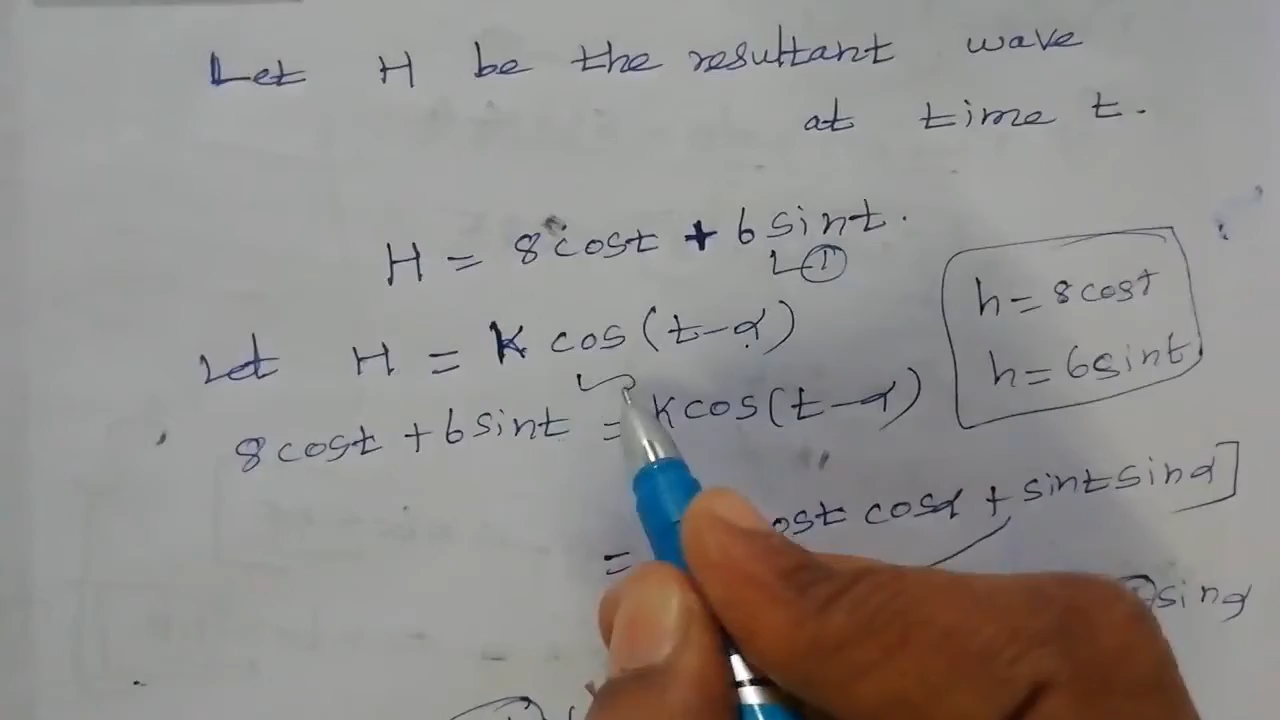 Let H be the resultant wave
at time t.
H = 8cost + 6sint.
①
Let H = K cos(t-α)
h = 8cost
h = 6sint
8cost + 6sint = Kcos(t-α)
= ost cosα + sint sinα]
sinα